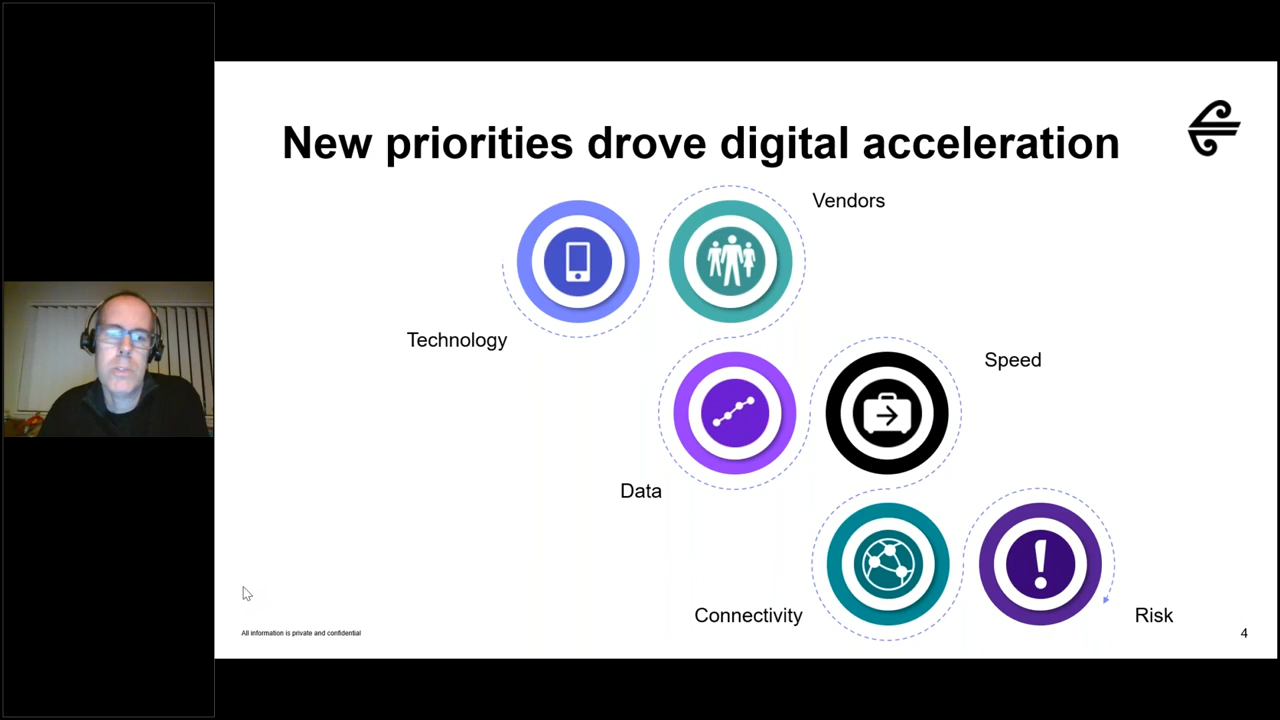 New priorities drove digital acceleration
Vendors
Technology
Speed
Data
Connectivity
Risk
All information is private and confidential
4